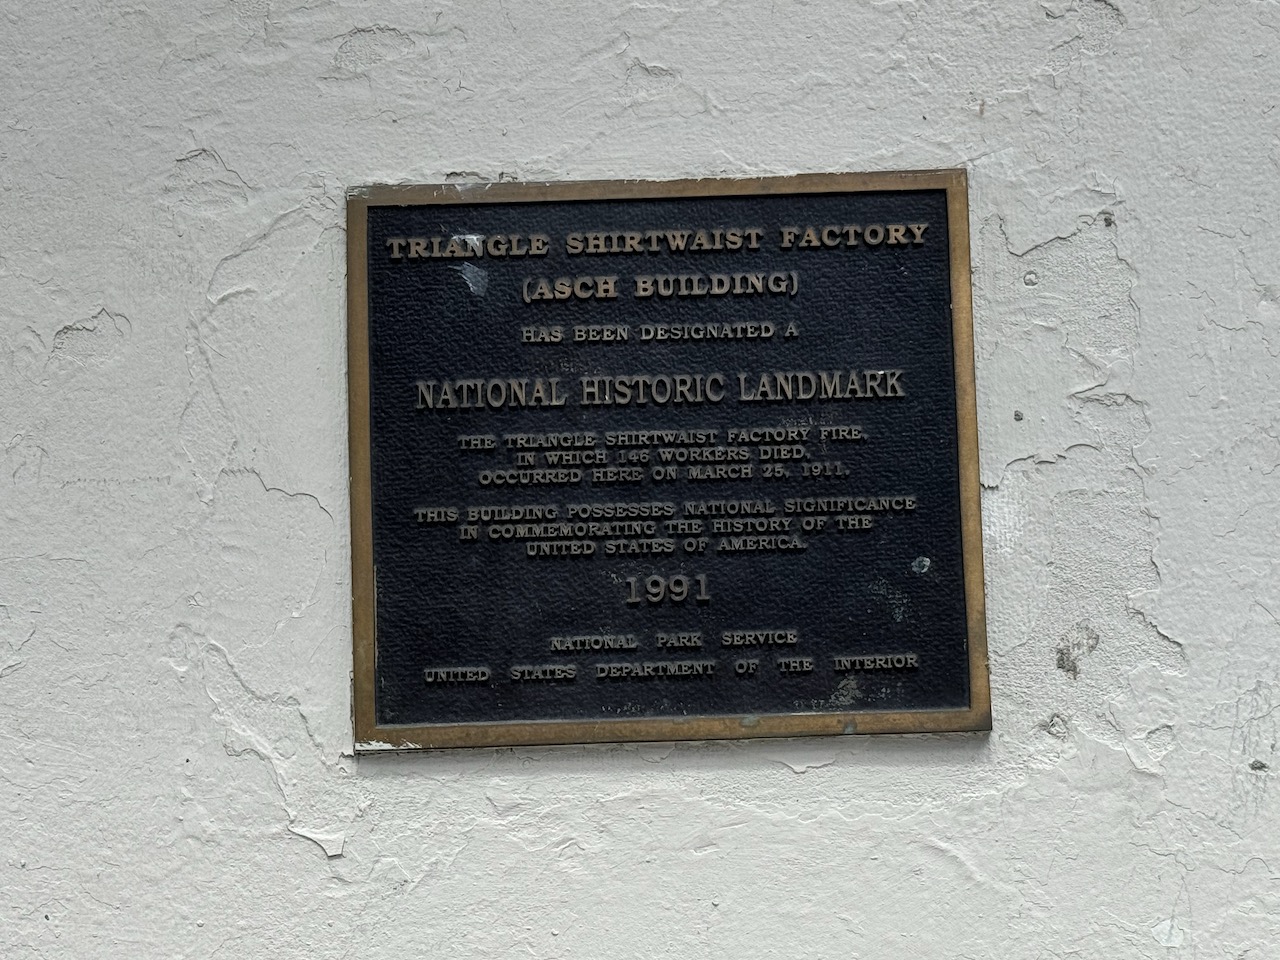 TRIANGLE SHIRTWAIST FACTORY
(ASCH BUILDING)
HAS BEEN DESIGNATED A
NATIONAL HISTORIC LANDMARK
THE TRIANGLE SHIRTWAIST FACTORY FIRE,
IN WHICH 146 WORKERS DIED,
OCCURRED HERE ON MARCH 25, 1911.
THIS BUILDING POSSESSES NATIONAL SIGNIFICANCE
IN COMMEMORATING THE HISTORY OF THE
UNITED STATES OF AMERICA.
1991
NATIONAL PARK SERVICE
UNITED STATES DEPARTMENT OF THE INTERIOR